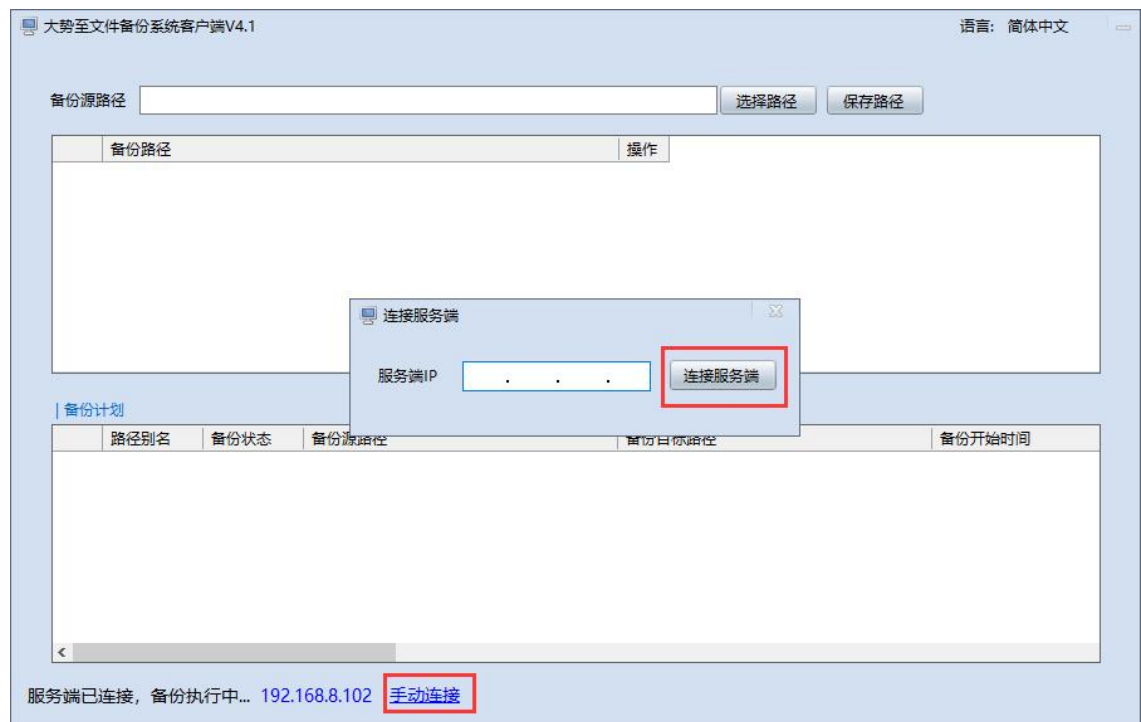 大势至文件备份系统客户端V4.1 语言: 简体中文
备份源路径 选择路径 保存路径
备份路径 操作
连接服务端
服务端IP . . . 连接服务端
|备份计划
路径别名 备份状态 备份源路径 备份目标路径 备份开始时间
服务端已连接，备份执行中... 192.168.8.102 手动连接